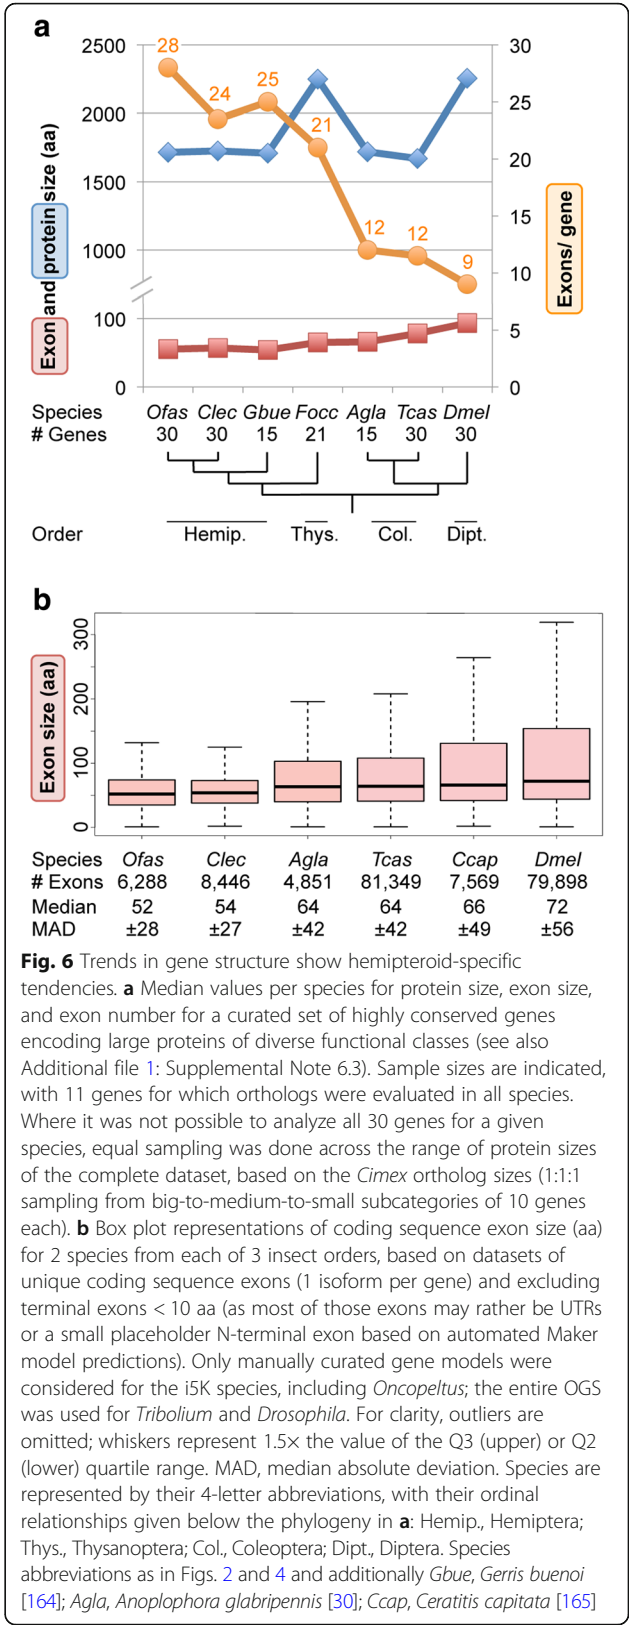 a
2500
2000
1500
1000
100
0
30
25
20
15
10
5
0
28
24
25
21
12
12
9
Exon and protein size (aa)
Exons/ gene
Species Ofas Clec Gbue Focc Agla Tcas Dmel
# Genes 30 30 15 21 15 30 30
Order Hemip. Thys. Col. Dipt.
b
Exon size (aa)
300
200
100
0
Species Ofas Clec Agla Tcas Ccap Dmel
# Exons 6,288 8,446 4,851 81,349 7,569 79,898
Median 52 54 64 64 66 72
MAD ±28 ±27 ±42 ±42 ±49 ±56
Fig. 6 Trends in gene structure show hemipteroid-specific
tendencies. a Median values per species for protein size, exon size,
and exon number for a curated set of highly conserved genes
encoding large proteins of diverse functional classes (see also
Additional file 1: Supplemental Note 6.3). Sample sizes are indicated,
with 11 genes for which orthologs were evaluated in all species.
Where it was not possible to analyze all 30 genes for a given
species, equal sampling was done across the range of protein sizes
of the complete dataset, based on the Cimex ortholog sizes (1:1:1
sampling from big-to-medium-to-small subcategories of 10 genes
each). b Box plot representations of coding sequence exon size (aa)
for 2 species from each of 3 insect orders, based on datasets of
unique coding sequence exons (1 isoform per gene) and excluding
terminal exons < 10 aa (as most of those exons may rather be UTRs
or a small placeholder N-terminal exon based on automated Maker
model predictions). Only manually curated gene models were
considered for the i5K species, including Oncopeltus; the entire OGS
was used for Tribolium and Drosophila. For clarity, outliers are
omitted; whiskers represent 1.5× the value of the Q3 (upper) or Q2
(lower) quartile range. MAD, median absolute deviation. Species are
represented by their 4-letter abbreviations, with their ordinal
relationships given below the phylogeny in a: Hemip., Hemiptera;
Thys., Thysanoptera; Col., Coleoptera; Dipt., Diptera. Species
abbreviations as in Figs. 2 and 4 and additionally Gbue, Gerris buenoi
[164]; Agla, Anoplophora glabripennis [30]; Ccap, Ceratitis capitata [165]